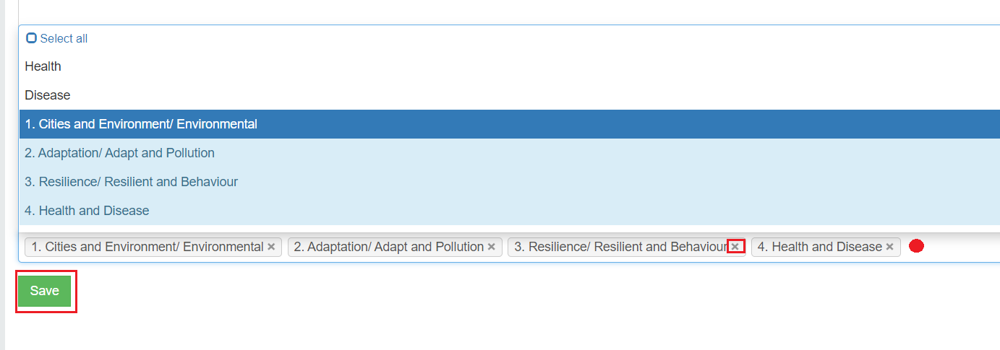 Select all
Health
Disease
1. Cities and Environment/ Environmental
2. Adaptation/ Adapt and Pollution
3. Resilience/ Resilient and Behaviour
4. Health and Disease
1. Cities and Environment/ Environmental × 2. Adaptation/ Adapt and Pollution × 3. Resilience/ Resilient and Behaviour × 4. Health and Disease ×
Save